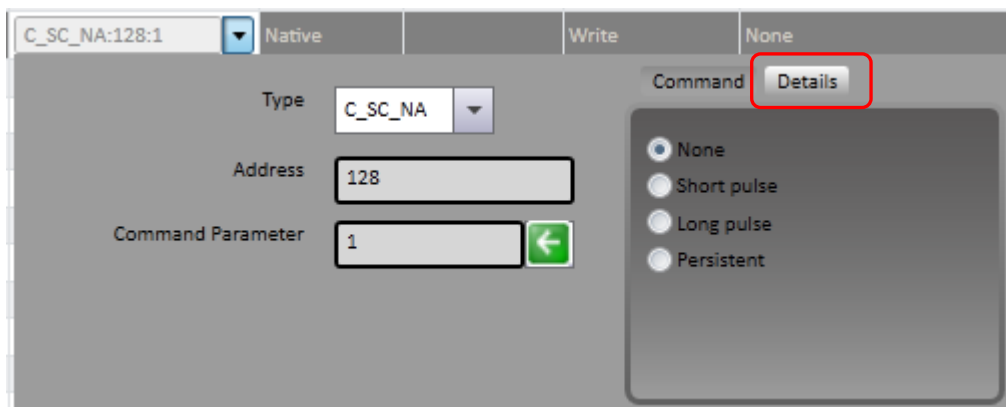 C_SC_NA:128:1 Native Write None
Command Details
Type C_SC_NA
Address 128
Command Parameter 1
None
Short pulse
Long pulse
Persistent